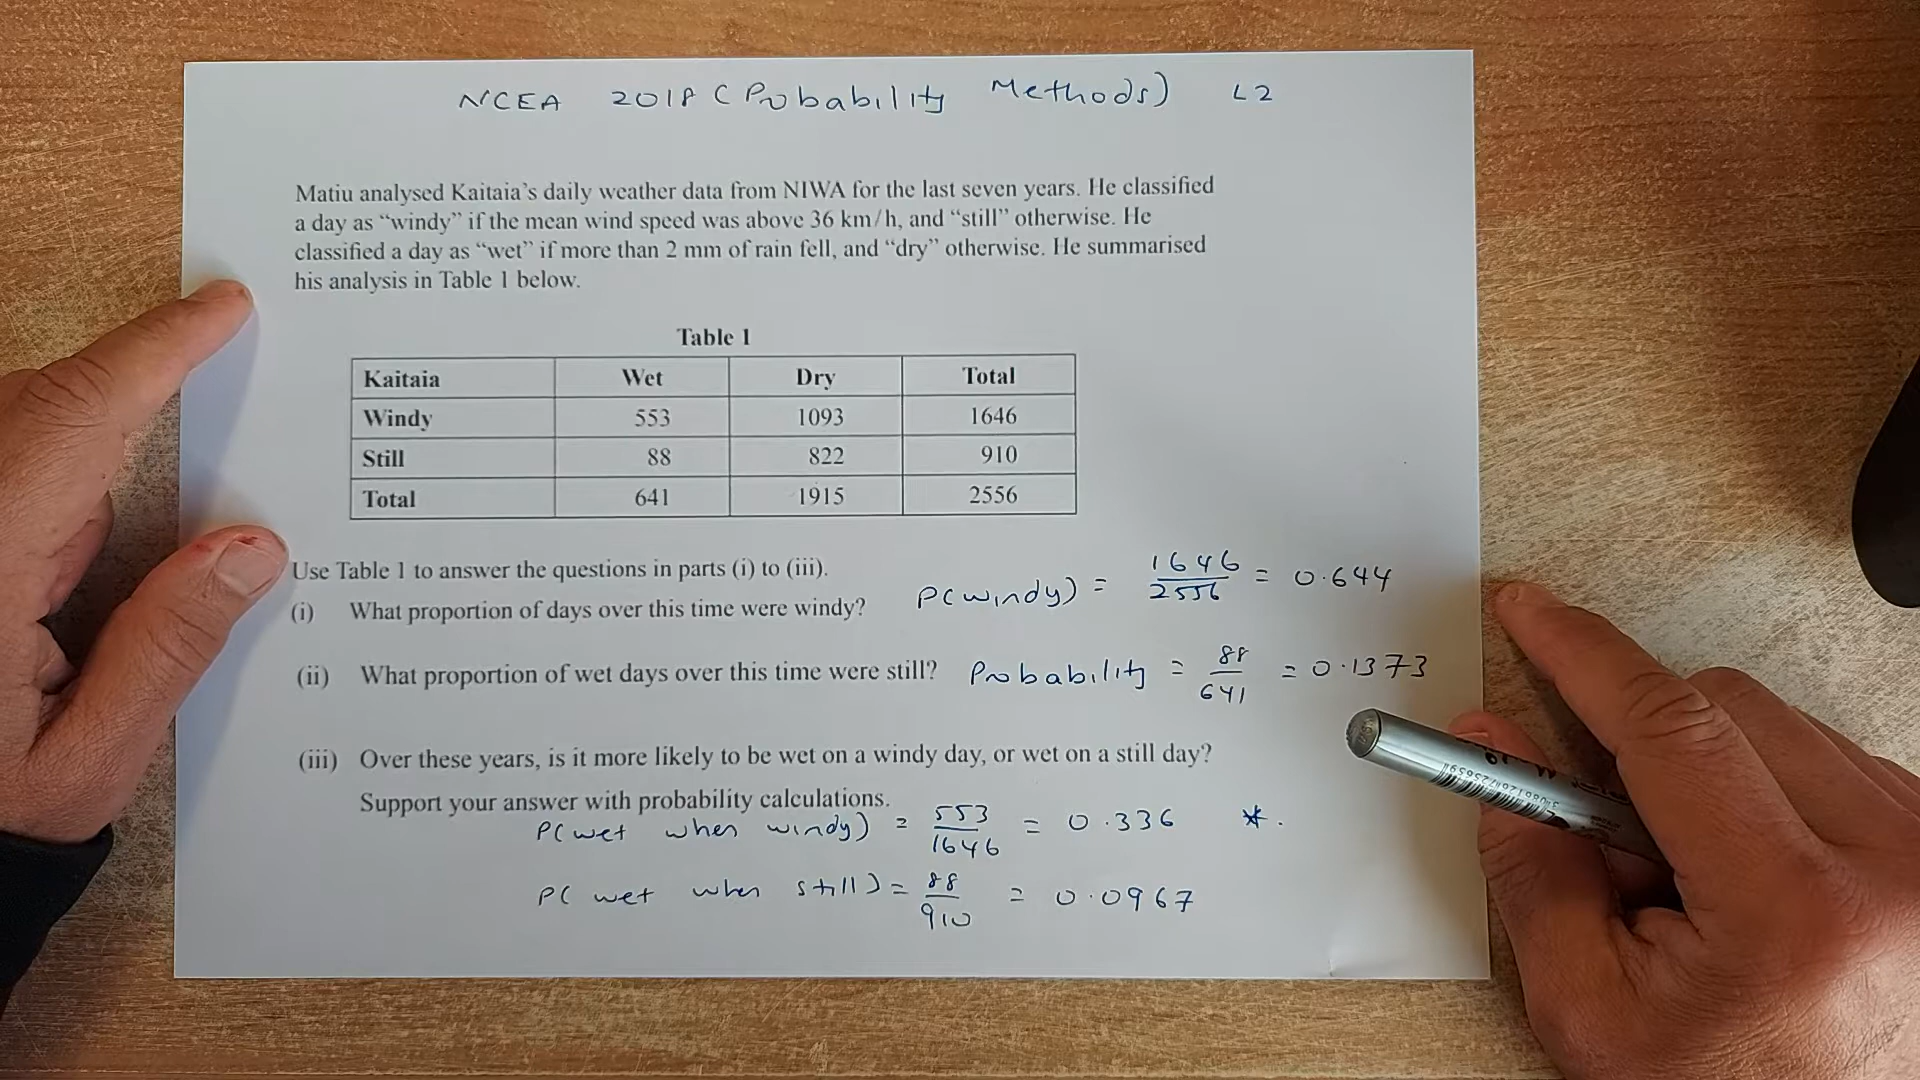 NCEA 2018 (Probability Methods) L2
Matiu analysed Kaitaia's daily weather data from NIWA for the last seven years. He classified
a day as “windy” if the mean wind speed was above 36 km/h, and “still” otherwise. He
classified a day as “wet” if more than 2 mm of rain fell, and “dry” otherwise. He summarised
his analysis in Table 1 below.
Table 1
Kaitaia Wet Dry Total
Windy 553 1093 1646
Still 88 822 910
Total 641 1915 2556
Use Table 1 to answer the questions in parts (i) to (iii).
(i) What proportion of days over this time were windy? P(windy) = 1646/2556 = 0.644
(ii) What proportion of wet days over this time were still? Probability = 88/641 = 0.1373
(iii) Over these years, is it more likely to be wet on a windy day, or wet on a still day?
Support your answer with probability calculations.
P(wet when windy) = 553/1646 = 0.336 *.
P( wet when still) = 88/910 = 0.0967